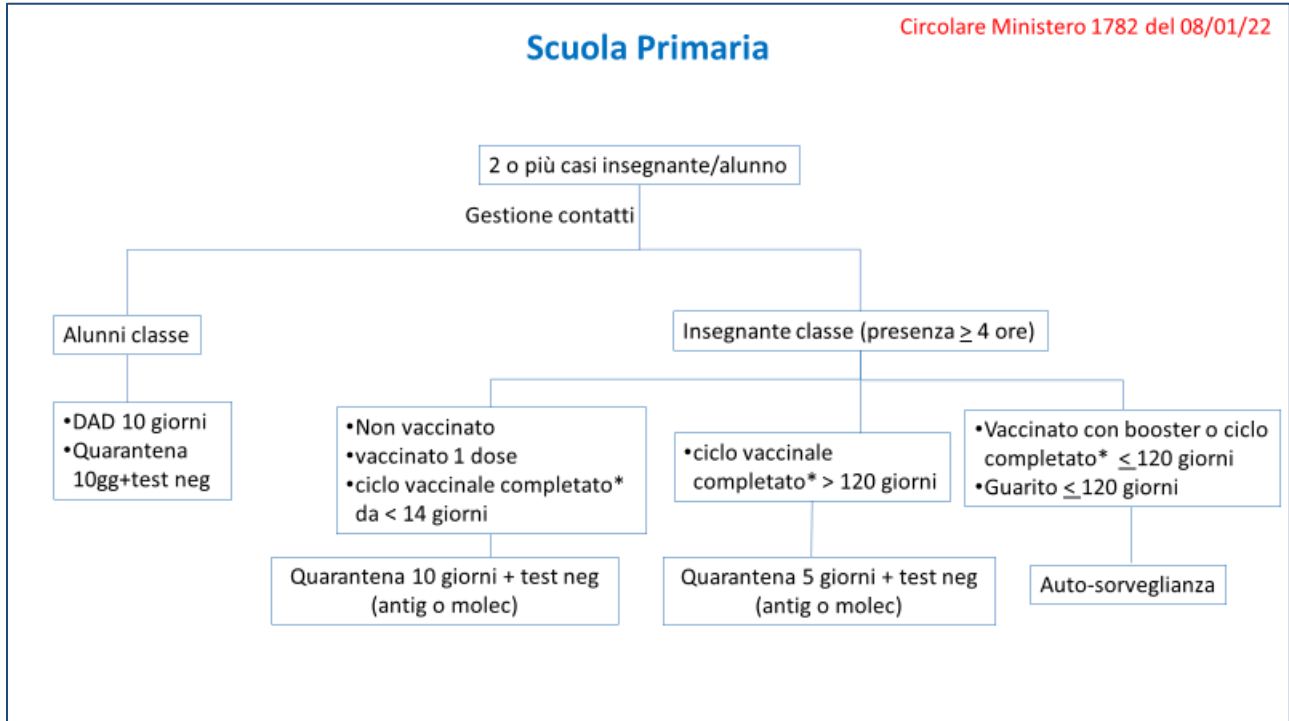 Circolare Ministero 1782 del 08/01/22
Scuola Primaria
2 o più casi insegnante/alunno
Gestione contatti
Alunni classe
Insegnante classe (presenza ≥ 4 ore)
•DAD 10 giorni
•Quarantena
10gg+test neg
•Non vaccinato
•vaccinato 1 dose
•ciclo vaccinale completato*
da < 14 giorni
•ciclo vaccinale
completato* > 120 giorni
•Vaccinato con booster o ciclo
completato* ≤ 120 giorni
•Guarito ≤ 120 giorni
Quarantena 10 giorni + test neg
(antig o molec)
Quarantena 5 giorni + test neg
(antig o molec)
Auto-sorveglianza